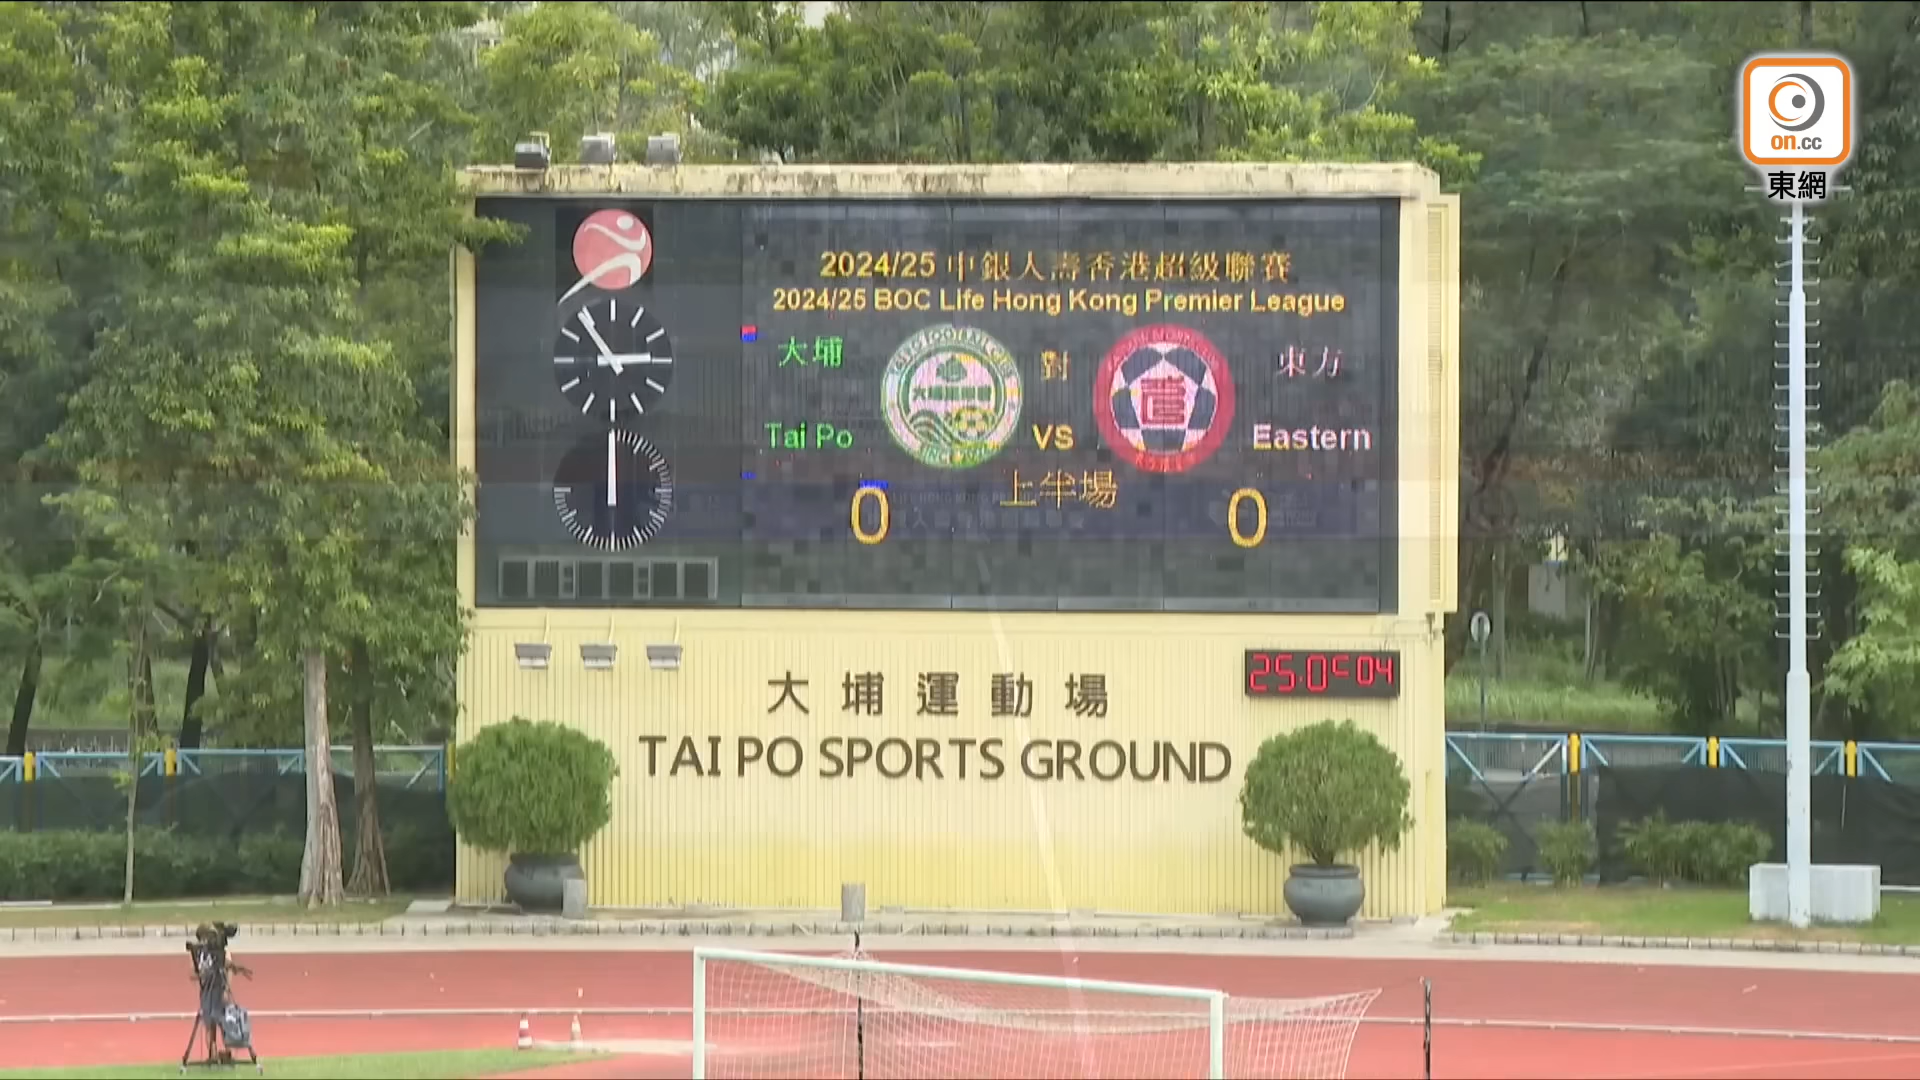 on.cc
東網
2024/25 中銀人壽香港超級聯賽
2024/25 BOC Life Hong Kong Premier League
大埔 對 東方
Tai Po VS Eastern
上半場
0 0
25.0c04
大埔運動場
TAI PO SPORTS GROUND